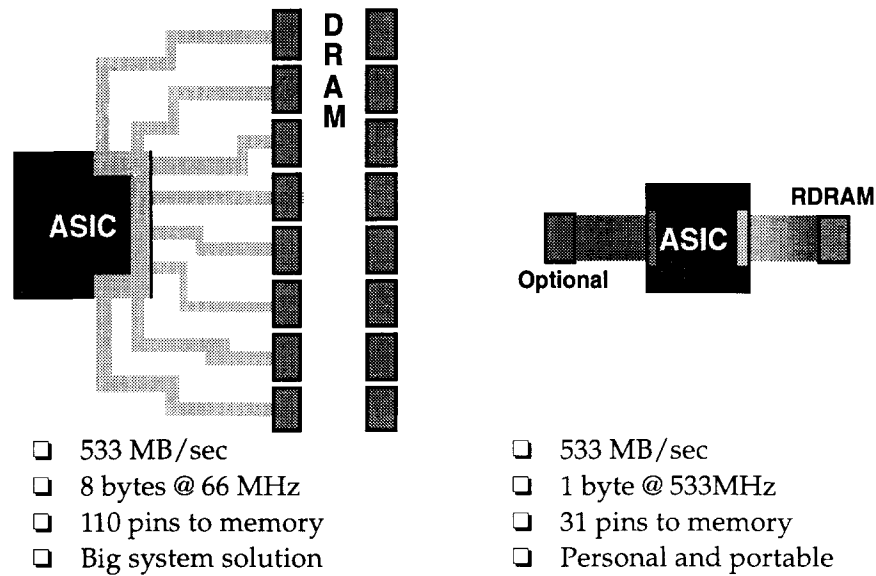 DRAM
ASIC
RDRAM
ASIC
Optional
❑ 533 MB/sec
❑ 8 bytes @ 66 MHz
❑ 110 pins to memory
❑ Big system solution
❑ 533 MB/sec
❑ 1 byte @ 533MHz
❑ 31 pins to memory
❑ Personal and portable